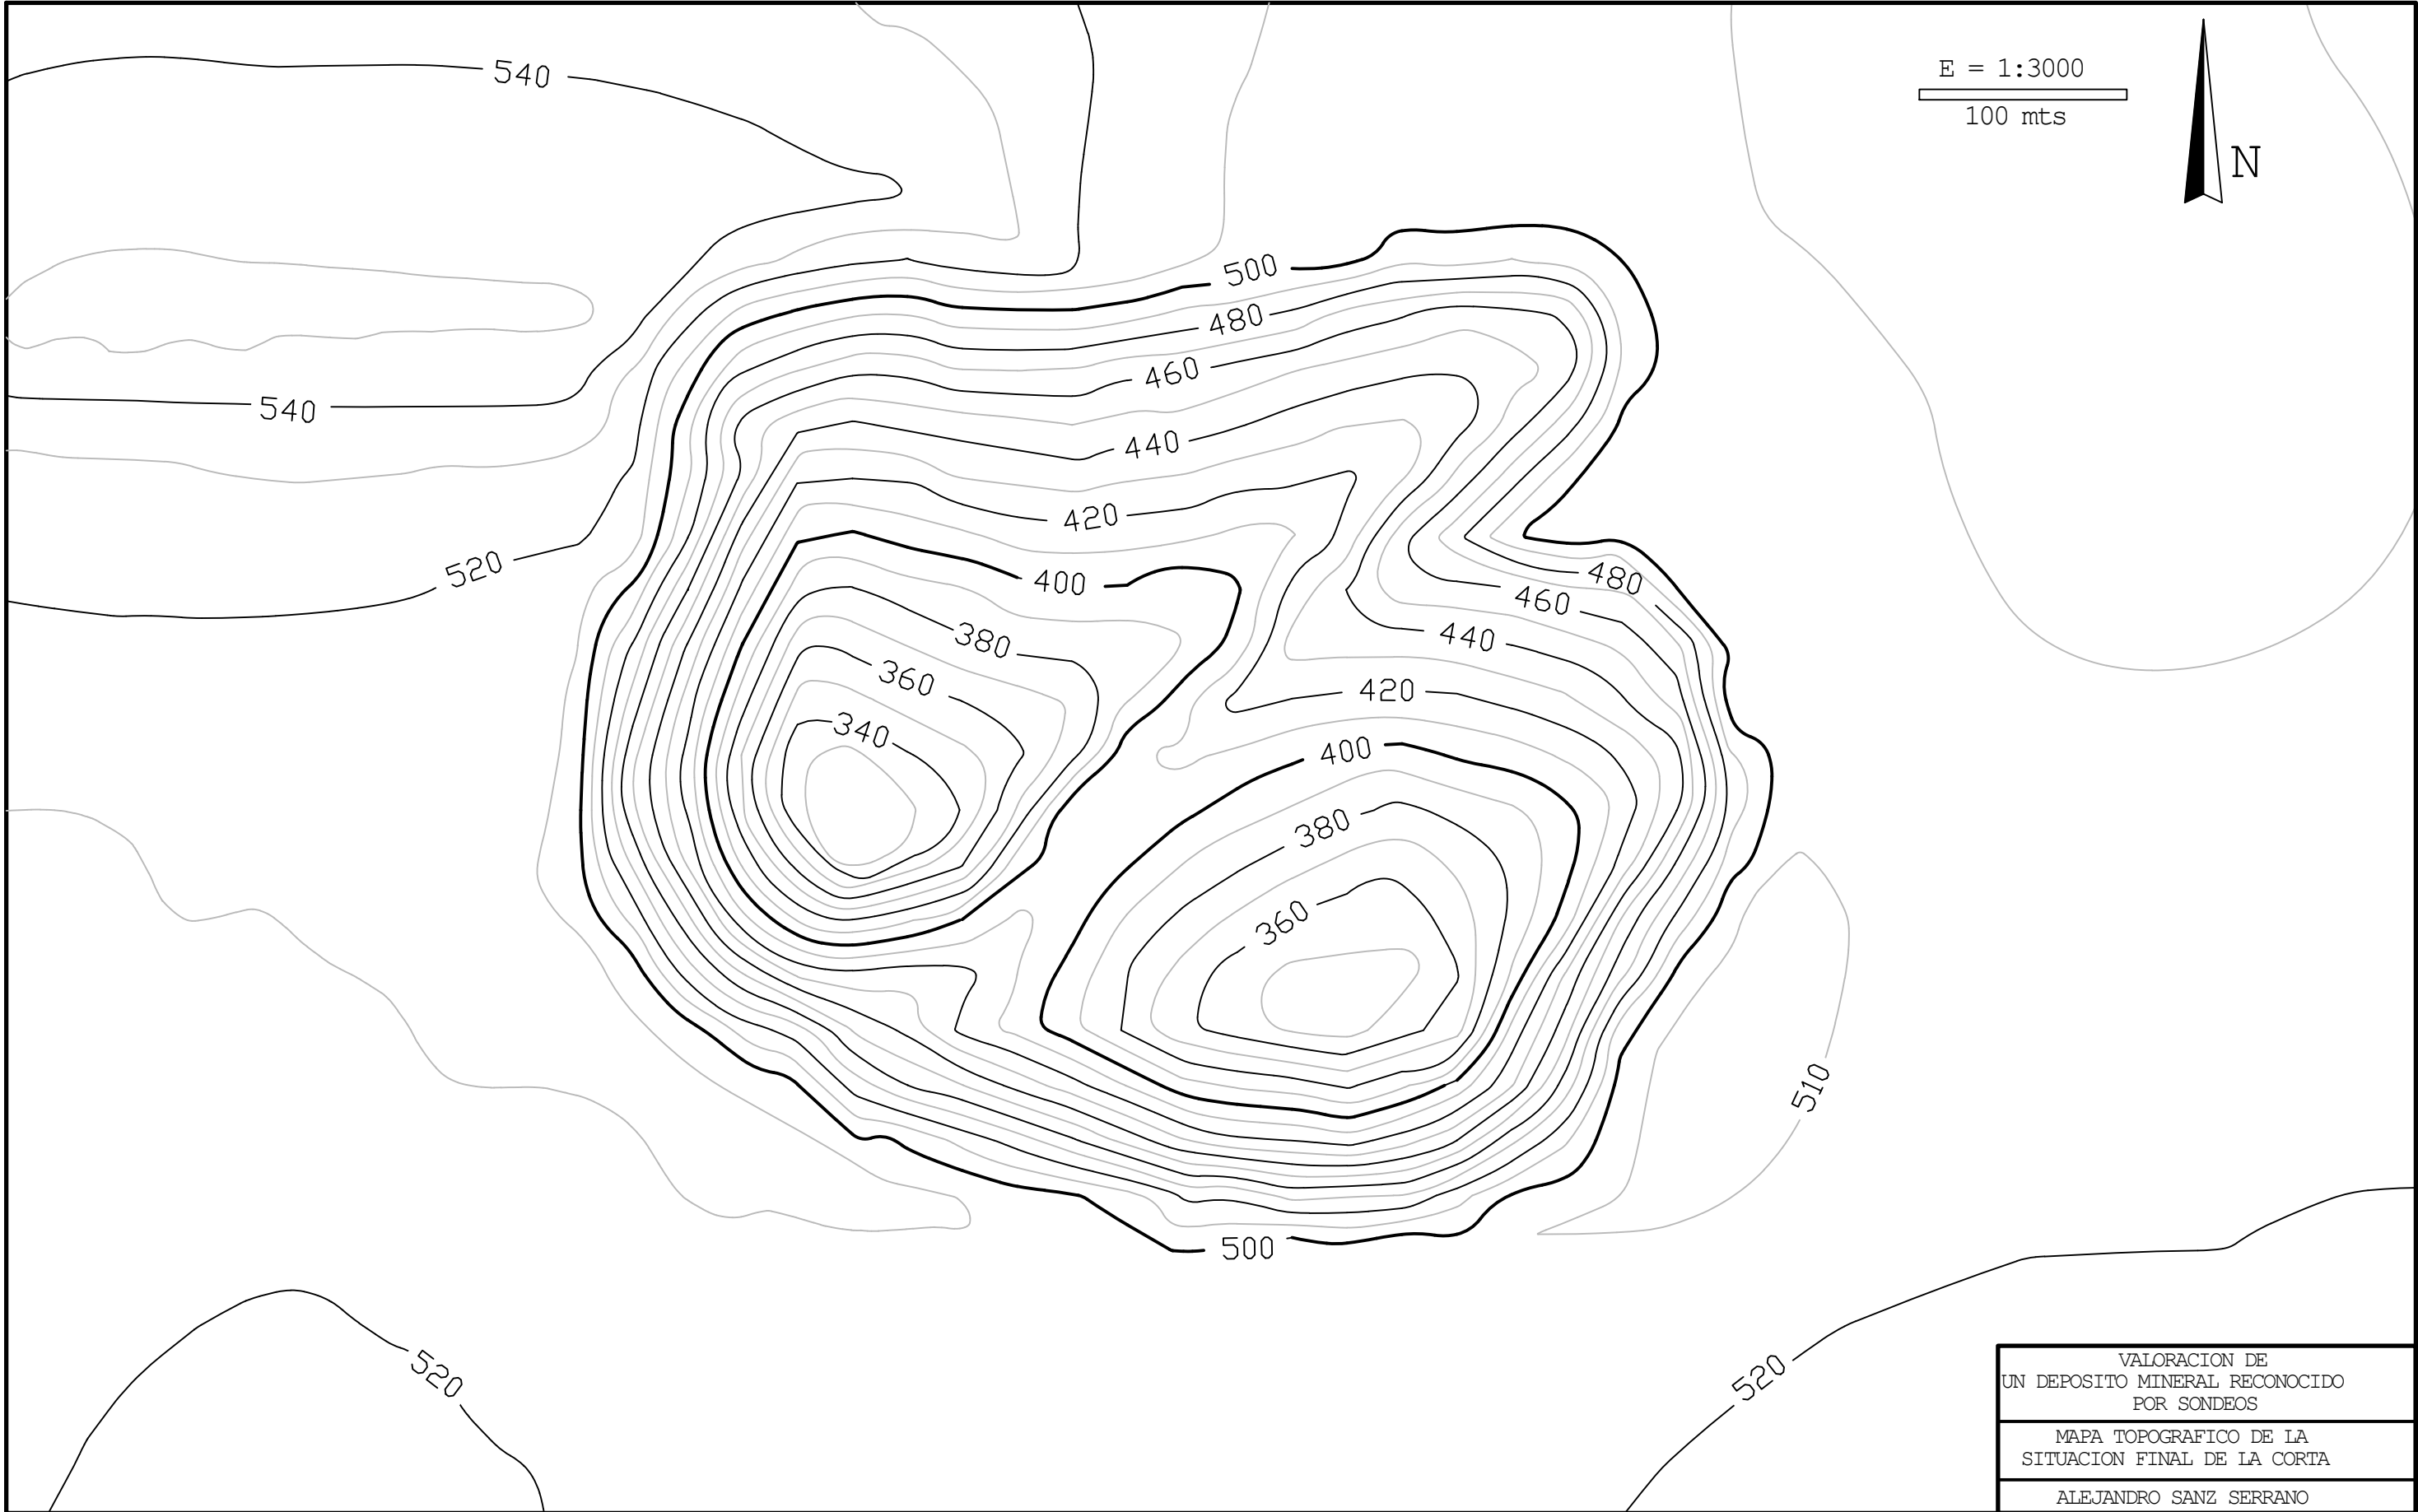 540
E = 1:3000
100 mts
N
500
480
460
540
440
420
520
400
480
460
380
440
360
420
340
400
380
360
510
500
520
520
VALORACION DE
UN DEPOSITO MINERAL RECONOCIDO
POR SONDEOS
MAPA TOPOGRAFICO DE LA
SITUACION FINAL DE LA CORTA
ALEJANDRO SANZ SERRANO